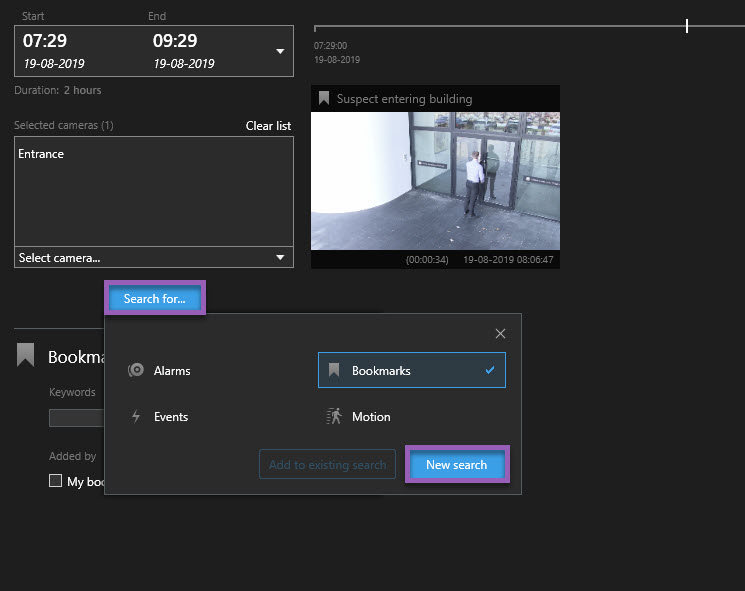 Start End
07:29 09:29
19-08-2019 19-08-2019
Duration: 2 hours
Selected cameras (1) Clear list
Entrance
Select camera...
07:29:00
19-08-2019
Suspect entering building
(00:00:34) 19-08-2019 08:06:47
Search for...
Bookma
Keywords
Added by
My boo
Alarms Bookmarks
Events Motion
Add to existing search New search